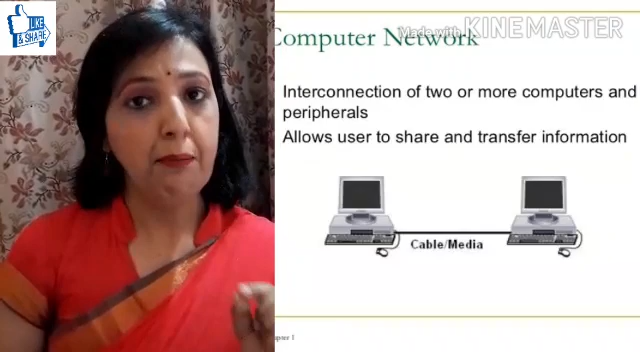 LIKE
& SHARE
Made with KINEMASTER
Computer Network
Interconnection of two or more computers and
peripherals
Allows user to share and transfer information
Cable/Media
1